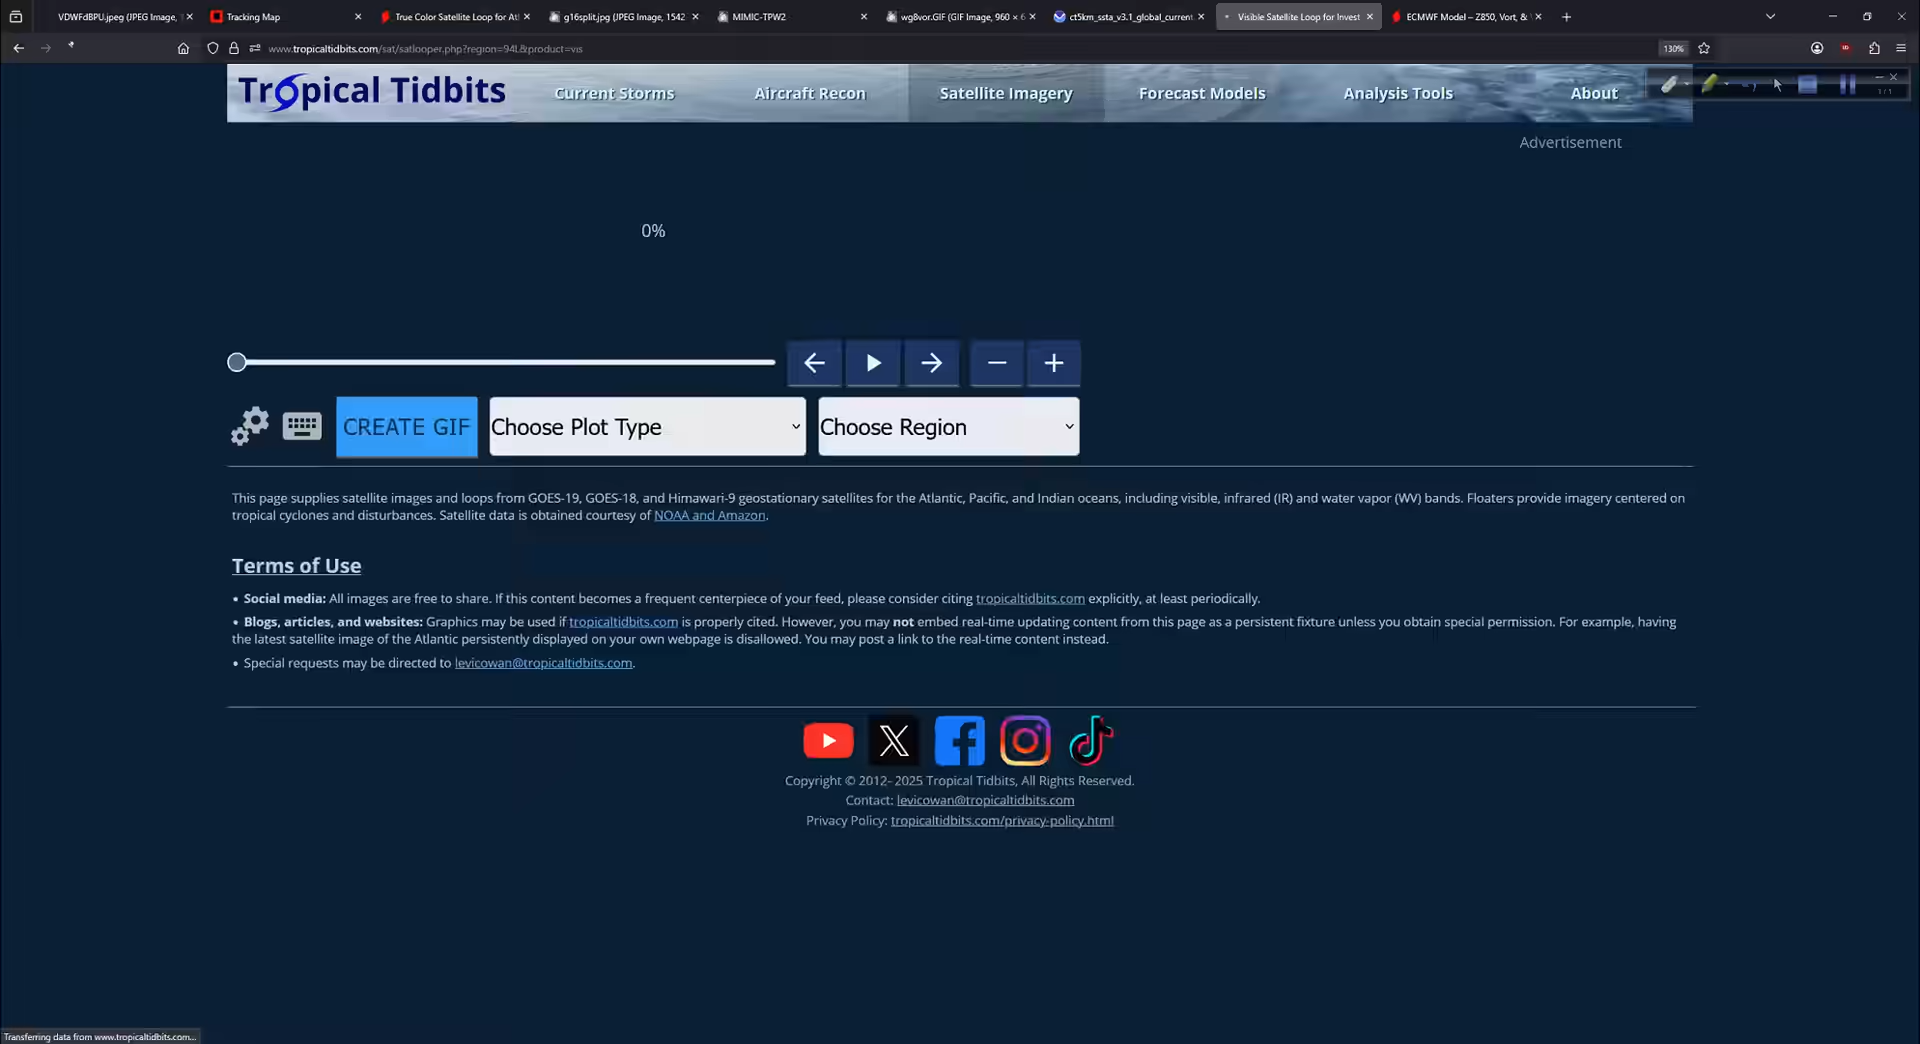 VDWFdBPU.jpeg (JPEG Image, 1
Tracking Map
True Color Satellite Loop for Atl
g16split.jpg (JPEG Image, 1542
MIMIC-TPW2
wg8vor.GIF (GIF Image, 960 × 6
ct5km_ssta_v3.1_global_current.
Visible Satellite Loop for Invest
ECMWF Model – Z850, Vort, &
www.tropicaltidbits.com/sat/satlooper.php?region=94L&product=vis
130%
Tropical Tidbits
Current Storms
Aircraft Recon
Satellite Imagery
Forecast Models
Analysis Tools
About
1/1
Advertisement
0%
CREATE GIF
Choose Plot Type
Choose Region
This page supplies satellite images and loops from GOES-19, GOES-18, and Himawari-9 geostationary satellites for the Atlantic, Pacific, and Indian oceans, including visible, infrared (IR) and water vapor (WV) bands. Floaters provide imagery centered on
tropical cyclones and disturbances. Satellite data is obtained courtesy of NOAA and Amazon.
Terms of Use
• Social media: All images are free to share. If this content becomes a frequent centerpiece of your feed, please consider citing tropicaltidbits.com explicitly, at least periodically.
• Blogs, articles, and websites: Graphics may be used if tropicaltidbits.com is properly cited. However, you may not embed real-time updating content from this page as a persistent fixture unless you obtain special permission. For example, having
the latest satellite image of the Atlantic persistently displayed on your own webpage is disallowed. You may post a link to the real-time content instead.
• Special requests may be directed to levicowan@tropicaltidbits.com.
Copyright © 2012–2025 Tropical Tidbits, All Rights Reserved.
Contact: levicowan@tropicaltidbits.com
Privacy Policy: tropicaltidbits.com/privacy-policy.html
Transferring data from www.tropicaltidbits.com...